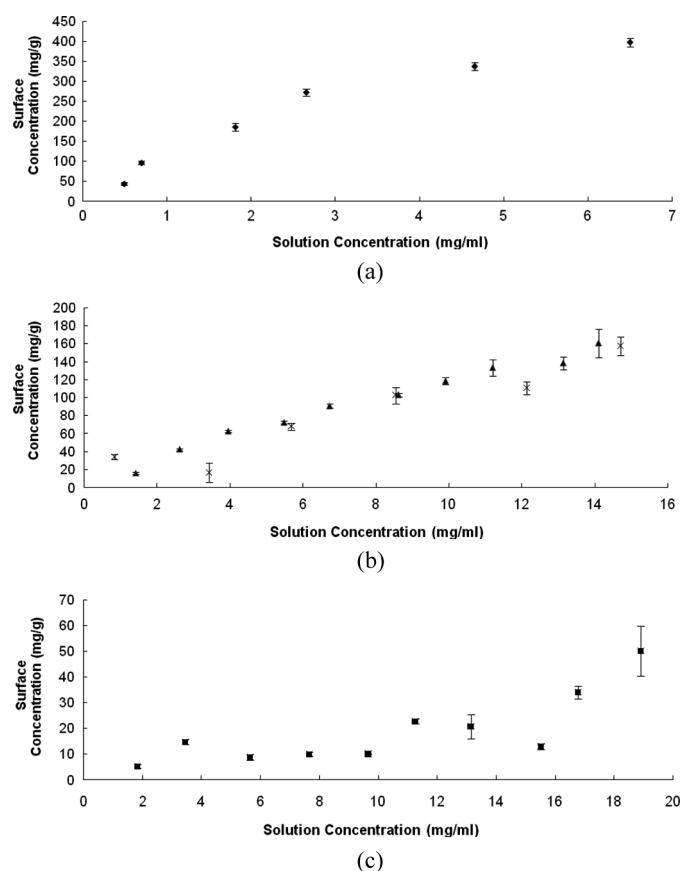 450
400
350
300
250
200
150
100
50
0
0 1 2 3 4 5 6 7
Surface
Concentration (mg/g)
Solution Concentration (mg/ml)
(a)
200
180
160
140
120
100
80
60
40
20
0
0 2 4 6 8 10 12 14 16
Surface
Concentration (mg/g)
Solution Concentration (mg/ml)
(b)
70
60
50
40
30
20
10
0
0 2 4 6 8 10 12 14 16 18 20
Surface
Concentration (mg/g)
Solution Concentration (mg/ml)
(c)